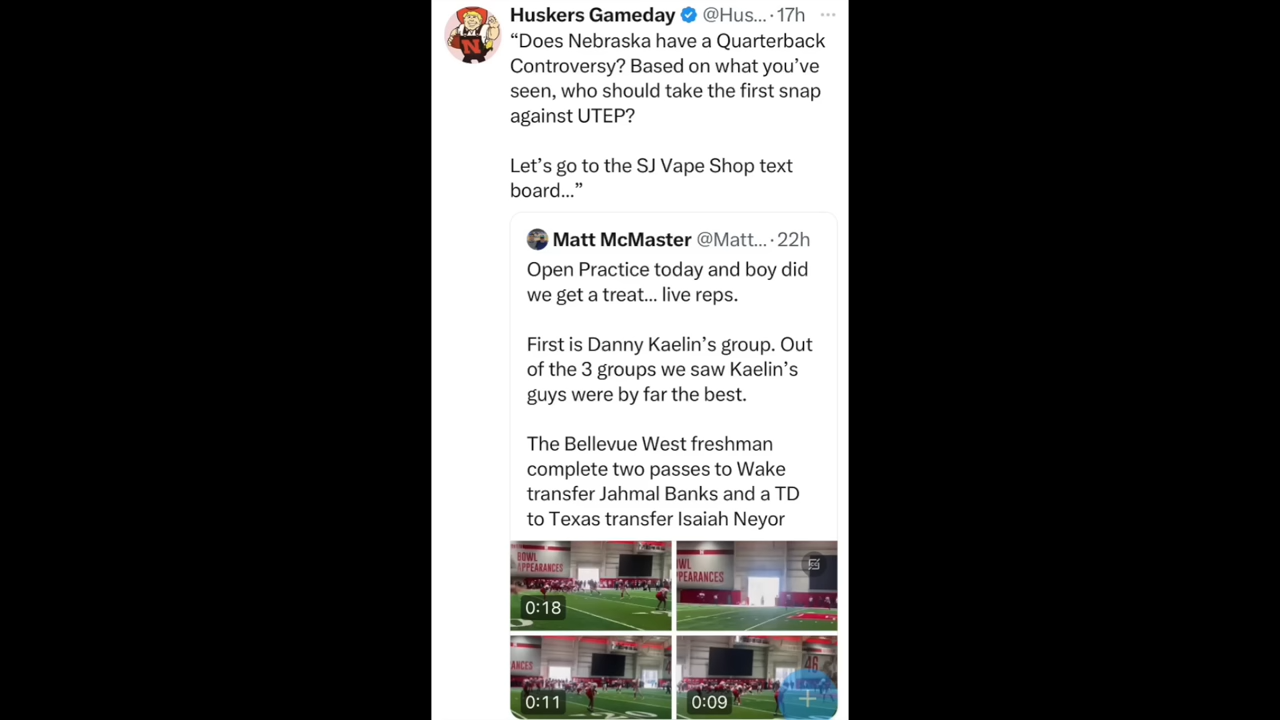 Huskers Gameday @Hus... · 17h ...
“Does Nebraska have a Quarterback
Controversy? Based on what you’ve
seen, who should take the first snap
against UTEP?
Let’s go to the SJ Vape Shop text
board...”
Matt McMaster @Matt... · 22h
Open Practice today and boy did
we get a treat... live reps.
First is Danny Kaelin’s group. Out
of the 3 groups we saw Kaelin’s
guys were by far the best.
The Bellevue West freshman
complete two passes to Wake
transfer Jahmal Banks and a TD
to Texas transfer Isaiah Neyor
BOWL
APPEARANCES
0:18
WL
PEARANCES
ANCES
0:11
46
0:09